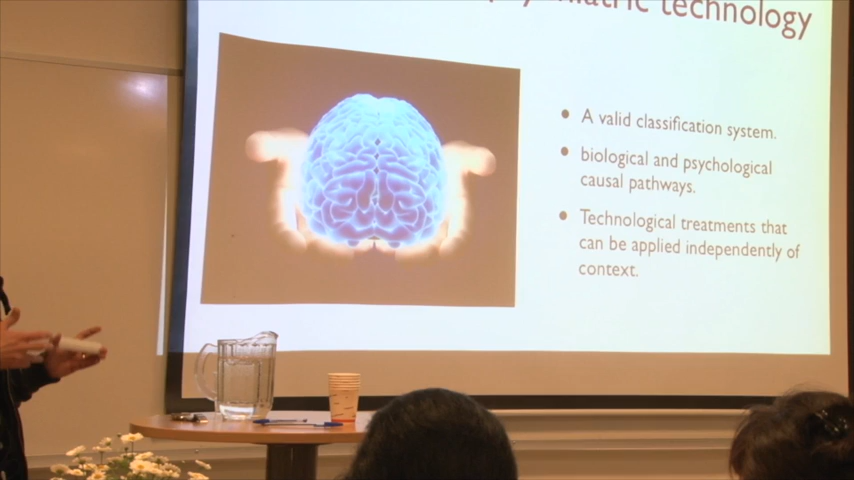 technology
• A valid classification system.
• biological and psychological
causal pathways.
• Technological treatments that
can be applied independently of
context.